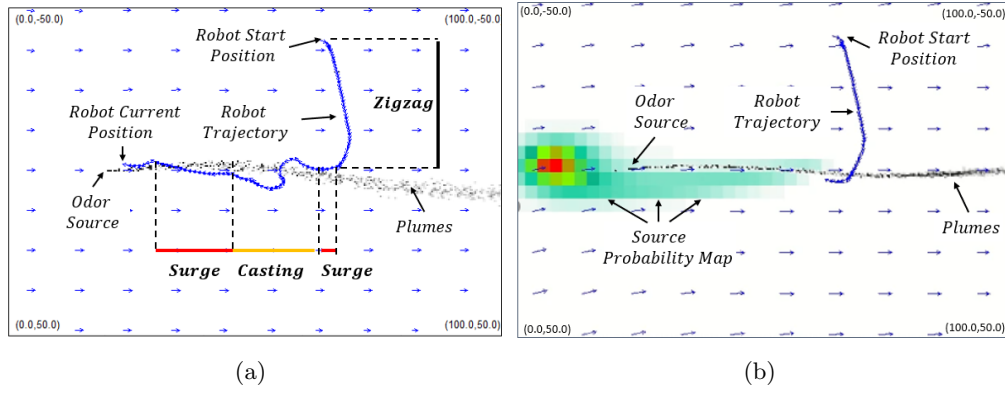 (0.0,-50.0)
(100.0,-50.0)
Robot Start
Position
Zigzag
Robot Current
Position
Robot
Trajectory
Odor
Source
Plumes
Surge
Casting
Surge
(0.0,50.0)
(100.0,50.0)
(a)
(0.0,-50.0)
(100.0,-50.0)
Robot Start
Position
Odor
Source
Robot
Trajectory
Source
Probability Map
Plumes
(0.0,50.0)
(100.0,50.0)
(b)